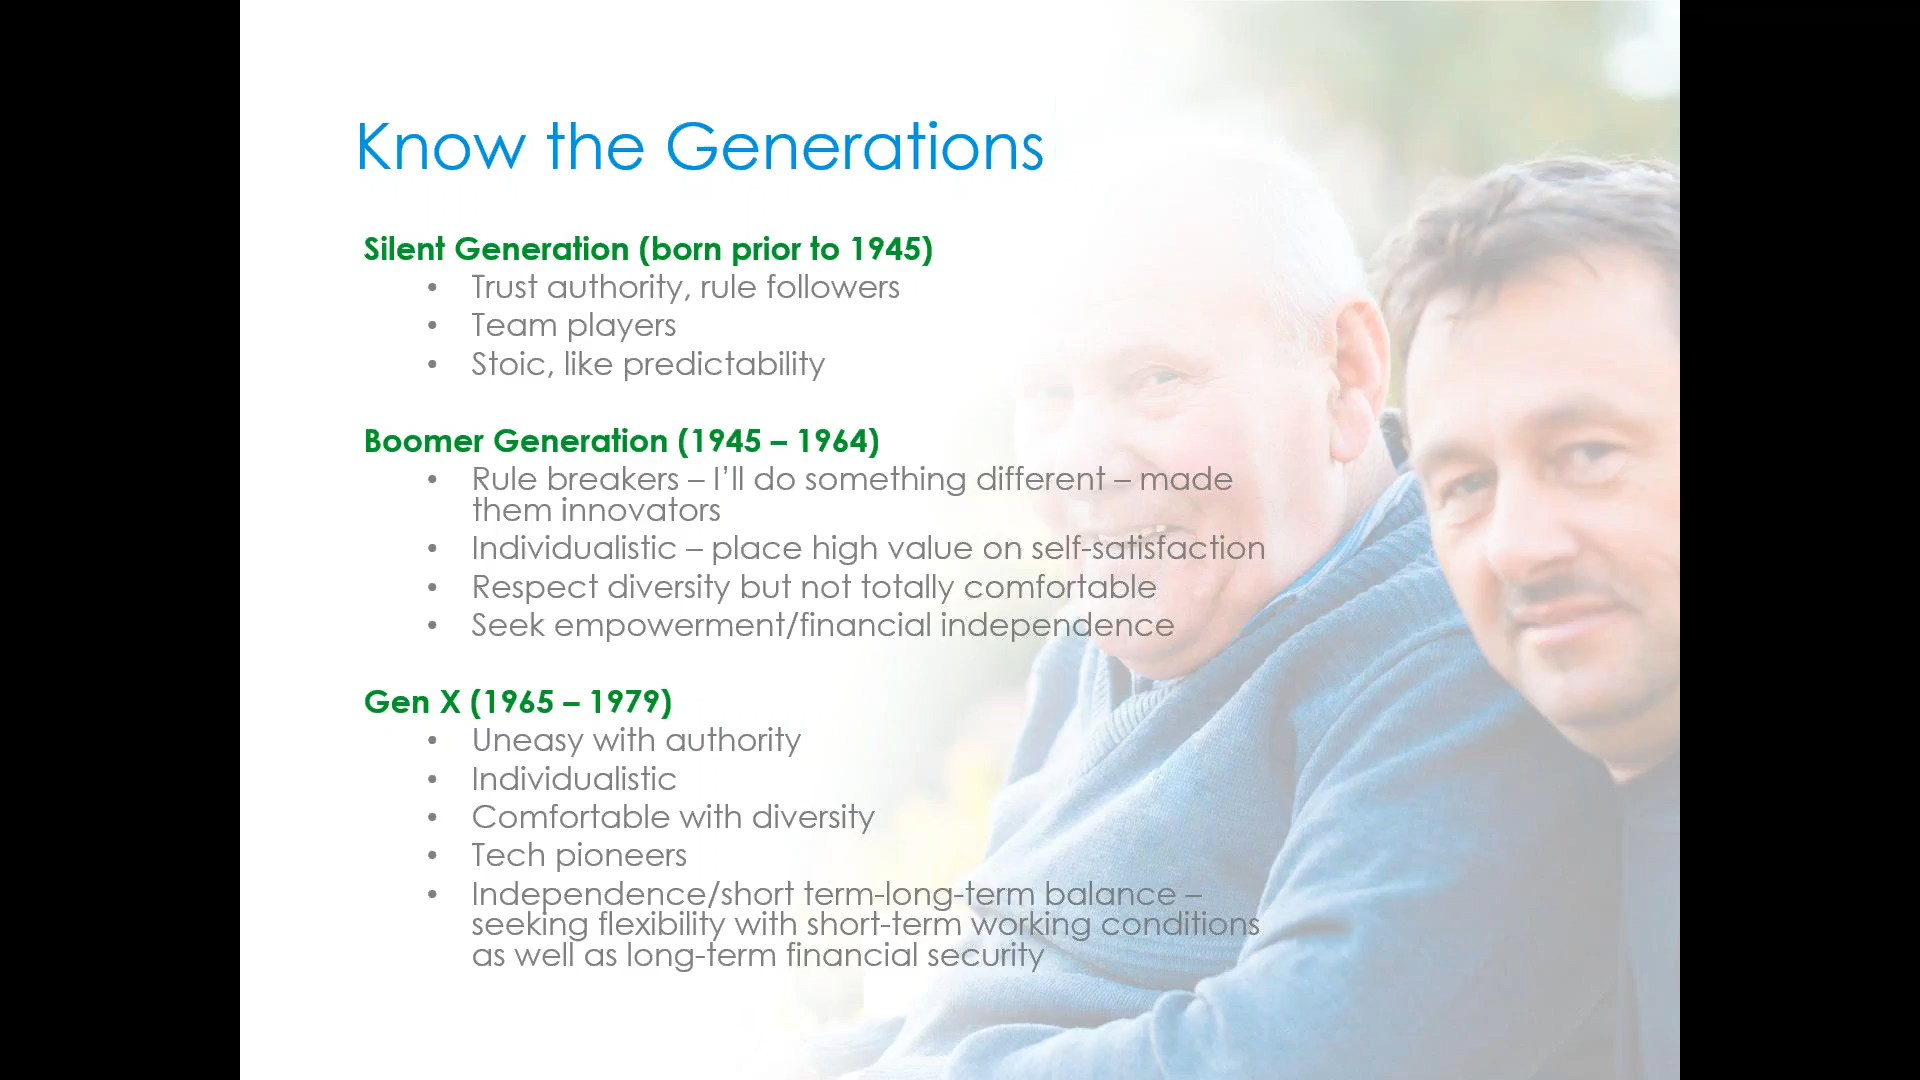 Know the Generations
Silent Generation (born prior to 1945)
• Trust authority, rule followers
• Team players
• Stoic, like predictability
Boomer Generation (1945 – 1964)
• Rule breakers – I’ll do something different – made
them innovators
• Individualistic – place high value on self-satisfaction
• Respect diversity but not totally comfortable
• Seek empowerment/financial independence
Gen X (1965 – 1979)
• Uneasy with authority
• Individualistic
• Comfortable with diversity
• Tech pioneers
• Independence/short term-long-term balance –
seeking flexibility with short-term working conditions
as well as long-term financial security